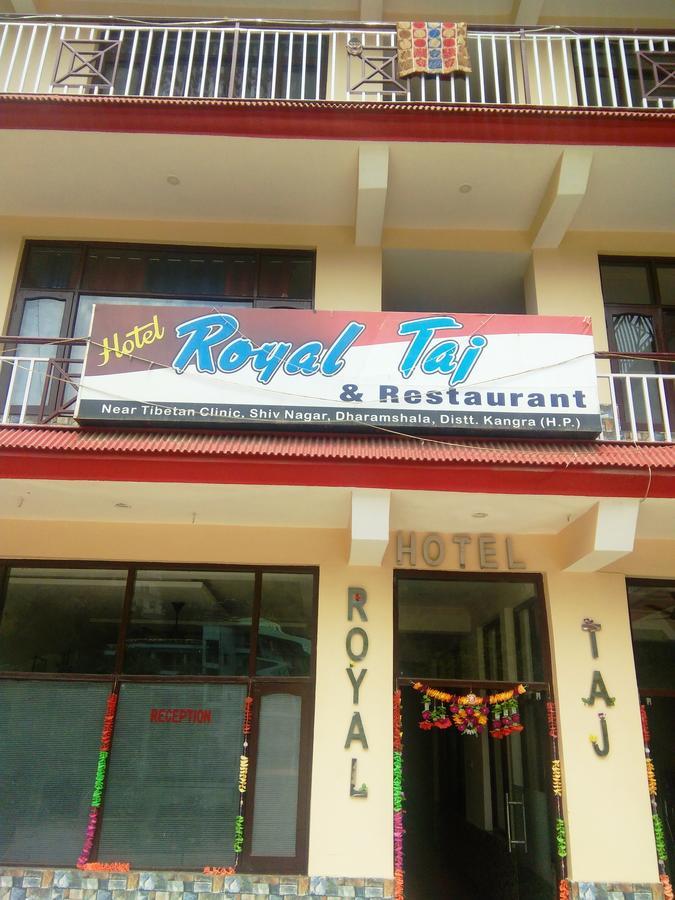 Hotel Royal Taj
& Restaurant
Near Tibetan Clinic, Shiv Nagar, Dharamshala, Distt. Kangra (H.P.)
HOTEL
ROYAL
TAJ
RECEPTION